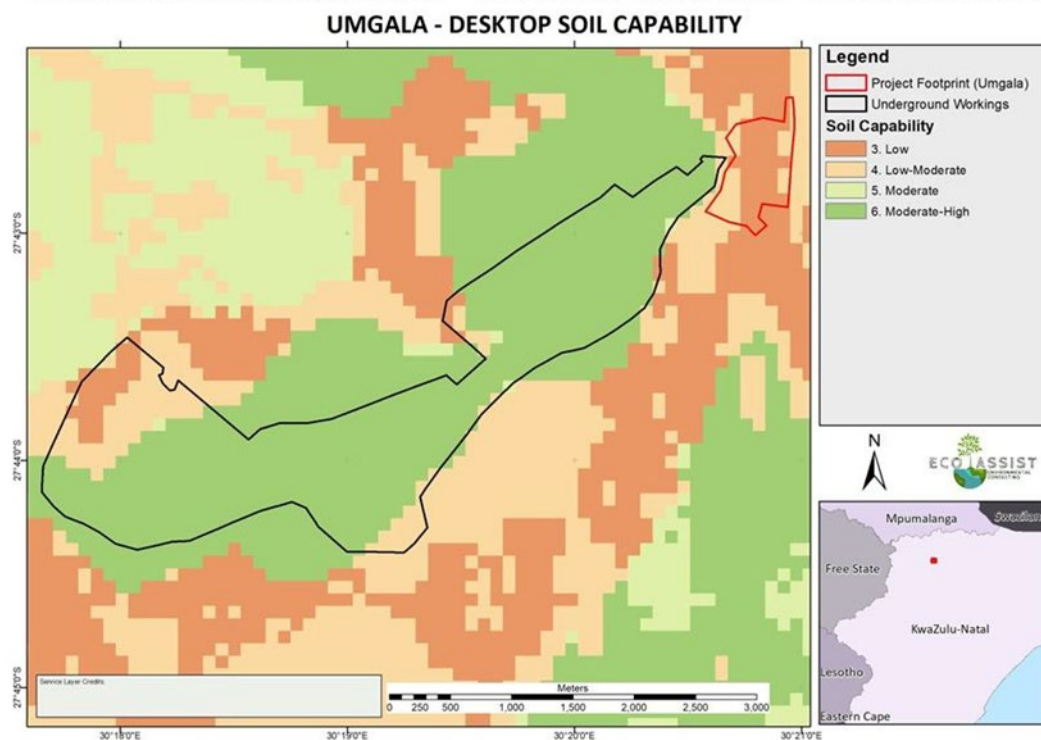 UMGALA - DESKTOP SOIL CAPABILITY
Legend
Project Footprint (Umgala)
Underground Workings
Soil Capability
3. Low
4. Low-Moderate
5. Moderate
6. Moderate-High
27°43'0"S
27°44'0"S
27°45'0"S
30°18'0"E
30°19'0"E
30°20'0"E
30°21'0"E
Service Layer Credits:
Meters
0 250 500 1,000 1,500 2,000 2,500 3,000
N
ECO ASSIST
ENVIRONMENTAL
CONSULTING
Mpumalanga
Swaziland
Free State
KwaZulu-Natal
Lesotho
Eastern Cape